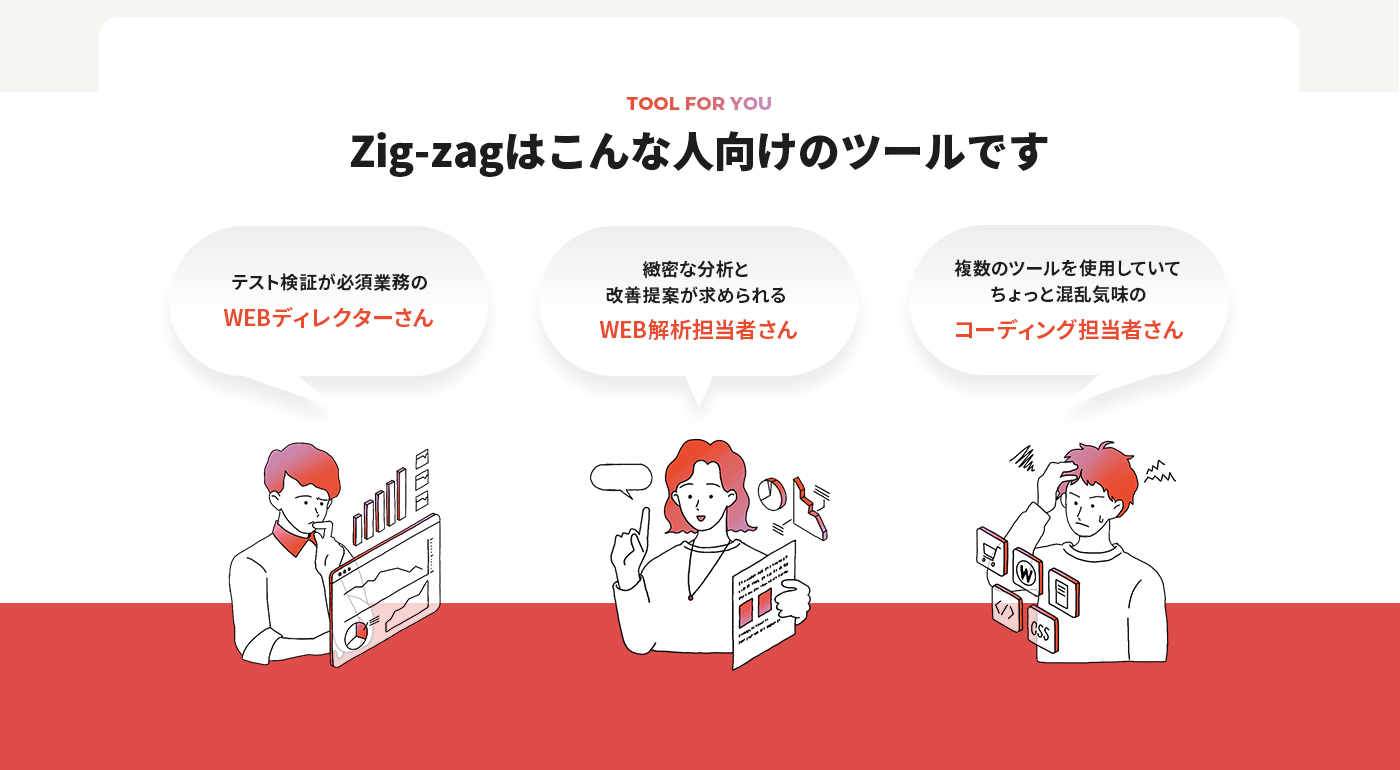 TOOL FOR YOU
Zig-zagはこんな人向けのツールです
テスト検証が必須業務の
WEBディレクターさん
緻密な分析と
改善提案が求められる
WEB解析担当者さん
複数のツールを使用していて
ちょっと混乱気味の
コーディング担当者さん
W
</>
CSS